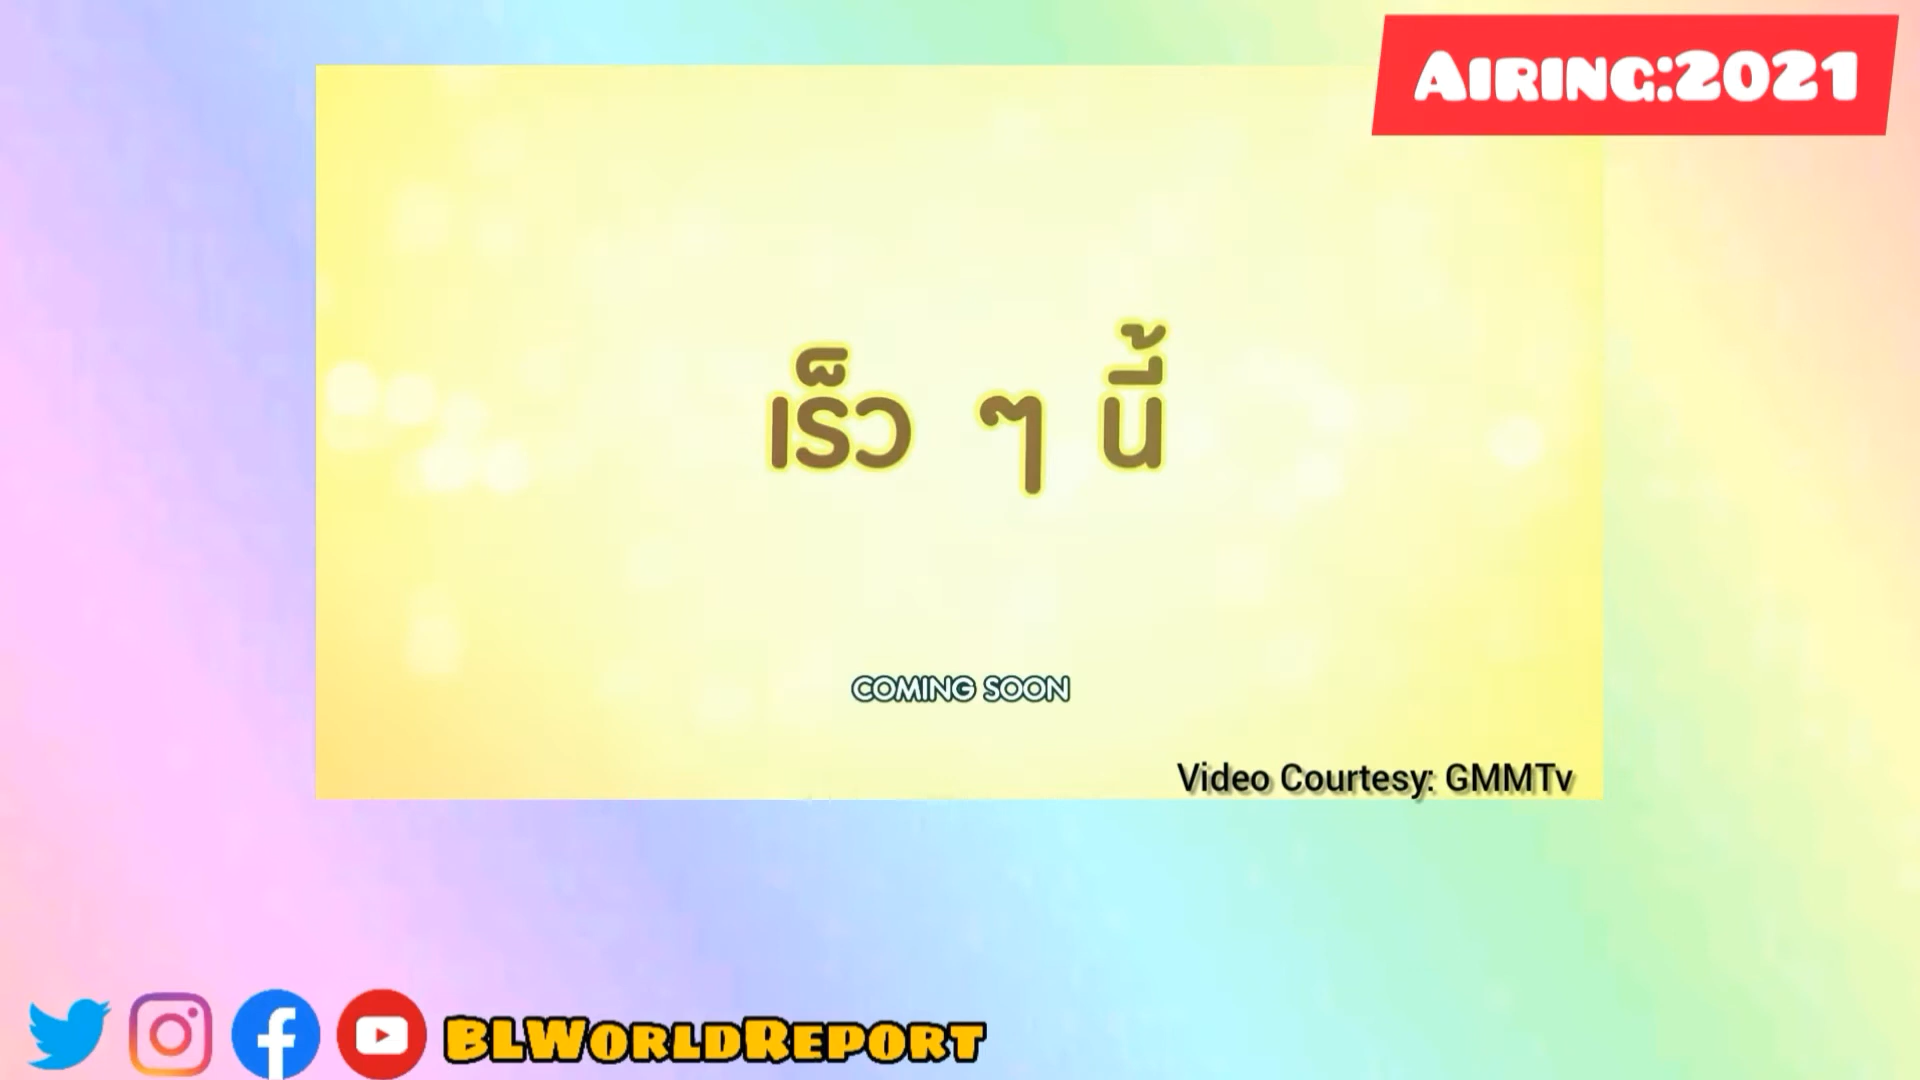 AIRING:2021
เร็ว ๆ นี้
COMING SOON
Video Courtesy: GMMTv
BLWORLDREPORT